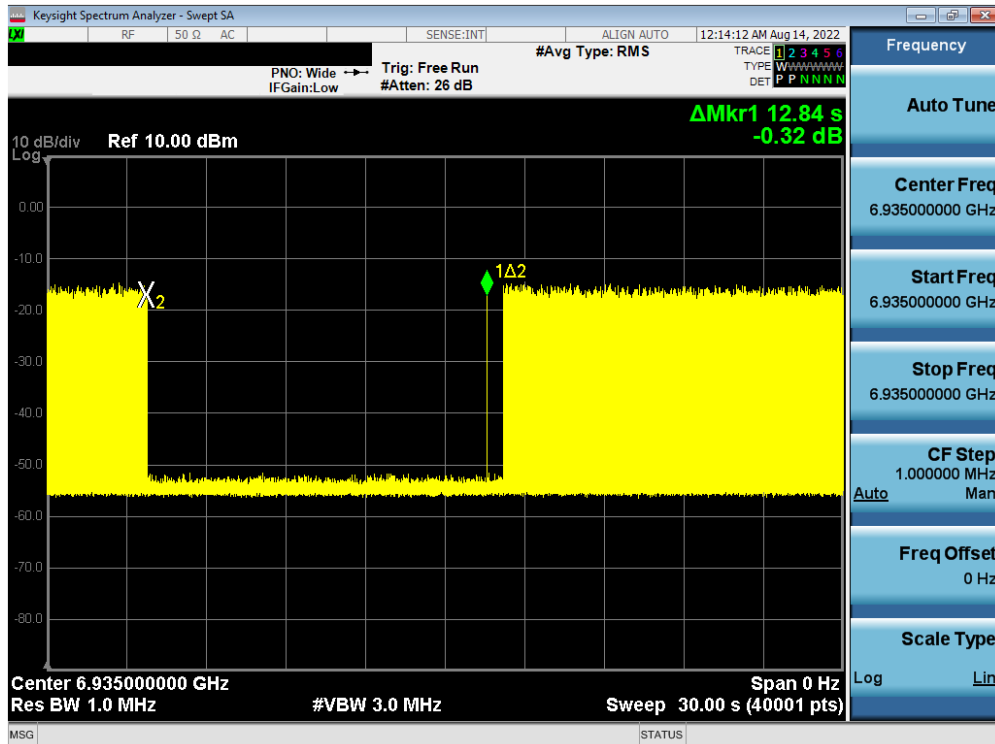 Keysight Spectrum Analyzer - Swept SA
LXI RF 50 Ω AC SENSE:INT ALIGN AUTO 12:14:12 AM Aug 14, 2022
#Avg Type: RMS
TRACE 1 2 3 4 5 6
PNO: Wide Trig: Free Run
TYPE WWWWWW
IFGain:Low #Atten: 26 dB
DET P P N N N N
ΔMkr1 12.84 s
-0.32 dB
10 dB/div Ref 10.00 dBm
Log
0.00
-10.0
-20.0
-30.0
-40.0
-50.0
-60.0
-70.0
-80.0
X2
1Δ2
Center 6.935000000 GHz Span 0 Hz
Res BW 1.0 MHz #VBW 3.0 MHz Sweep 30.00 s (40001 pts)
MSG STATUS
Frequency
Auto Tune
Center Freq
6.935000000 GHz
Start Freq
6.935000000 GHz
Stop Freq
6.935000000 GHz
CF Step
1.000000 MHz
Auto Man
Freq Offset
0 Hz
Scale Type
Log Lin